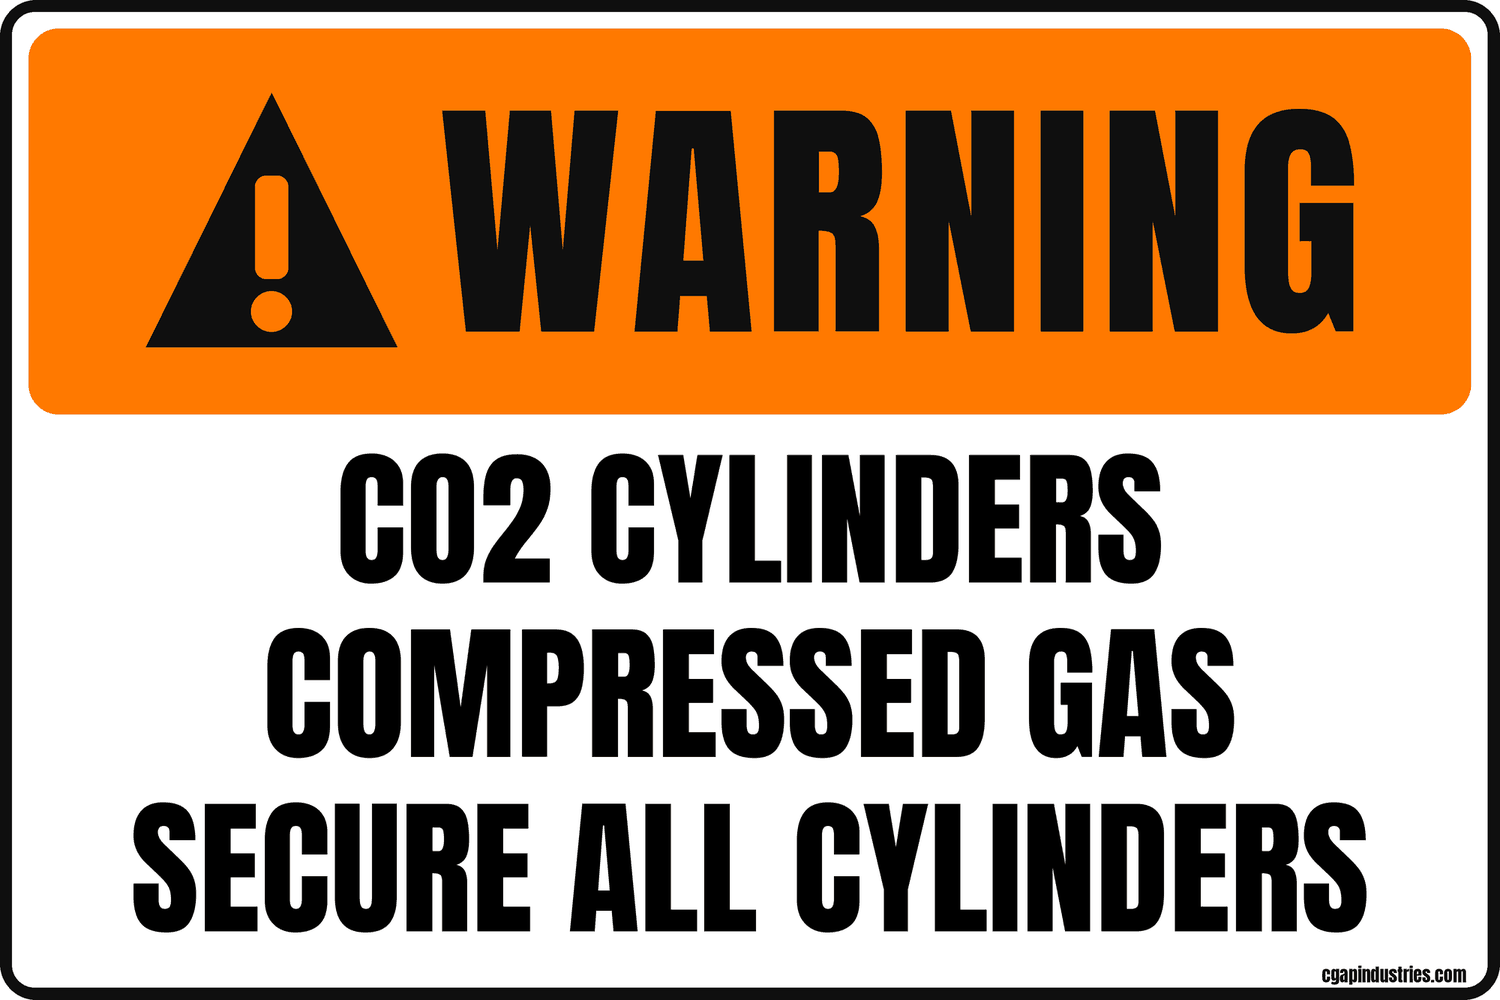 WARNING
CO2 CYLINDERS
COMPRESSED GAS
SECURE ALL CYLINDERS
cgapindustries.com